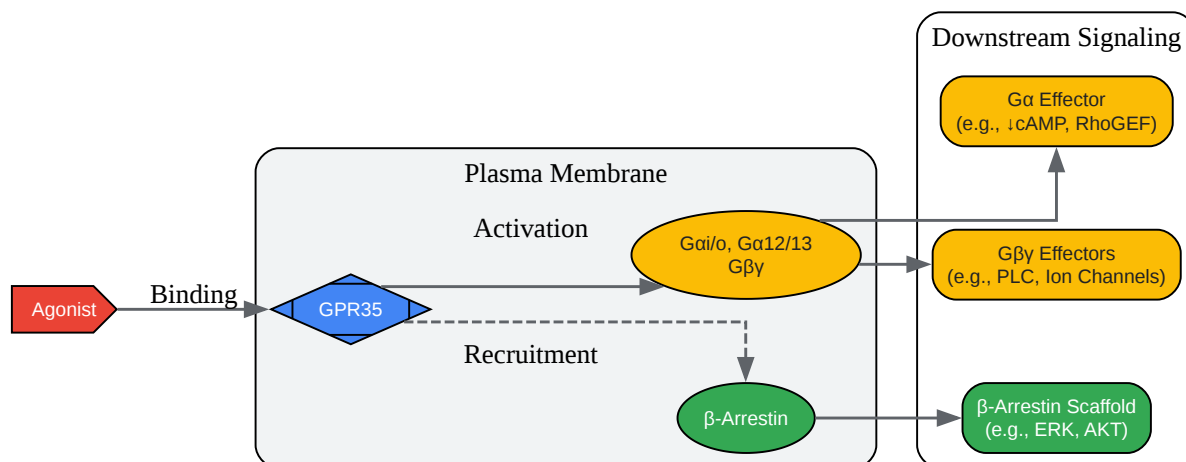 Downstream Signaling
Gα Effector
(e.g., ↓cAMP, RhoGEF)
Plasma Membrane
Activation
Gαi/o, Gα12/13
Gβγ
Gβγ Effectors
(e.g., PLC, Ion Channels)
Agonist
Binding
GPR35
Recruitment
β-Arrestin
β-Arrestin Scaffold
(e.g., ERK, AKT)